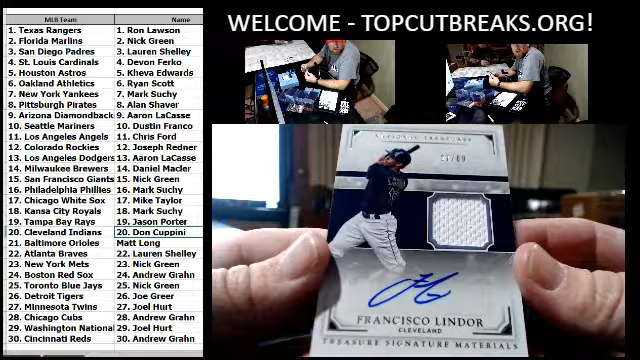 WELCOME - TOPCUTBREAKS.ORG!
MLB Team Name
1. Texas Rangers 1. Ron Lawson
2. Florida Marlins 2. Nick Green
3. San Diego Padres 3. Lauren Shelley
4. St. Louis Cardinals 4. Devon Ferko
5. Houston Astros 5. Kheva Edwards
6. Oakland Athletics 6. Ryan Scott
7. New York Yankees 7. Mark Suchy
8. Pittsburgh Pirates 8. Alan Shaver
9. Arizona Diamondback 9. Aaron LaCasse
10. Seattle Mariners 10. Dustin Franco
11. Los Angeles Angels 11. Chris Ford
12. Colorado Rockies 12. Joseph Redner
13. Los Angeles Dodgers 13. Aaron LaCasse
14. Milwaukee Brewers 14. Daniel Macler
15. San Francisco Giants 15. Nick Green
16. Philadelphia Phillies 16. Mark Suchy
17. Chicago White Sox 17. Mike Taylor
18. Kansa City Royals 18. Mark Suchy
19. Tampa Bay Rays 19. Jason Porter
20. Cleveland Indians 20. Don Cuppini
21. Baltimore Orioles Matt Long
22. Atlanta Braves 22. Lauren Shelley
23. New York Mets 23. Nick Green
24. Boston Red Sox 24. Andrew Grahn
25. Toronto Blue Jays 25. Nick Green
26. Detroit Tigers 26. Joe Greer
27. Minnesota Twins 27. Joel Hurt
28. Chicago Cubs 28. Andrew Grahn
29. Washington National 29. Joel Hurt
30. Cincinnati Reds 30. Andrew Grahn
NATIONAL TREASURES
FRANCISCO LINDOR
CLEVELAND
TREASURE SIGNATURE MATERIALS